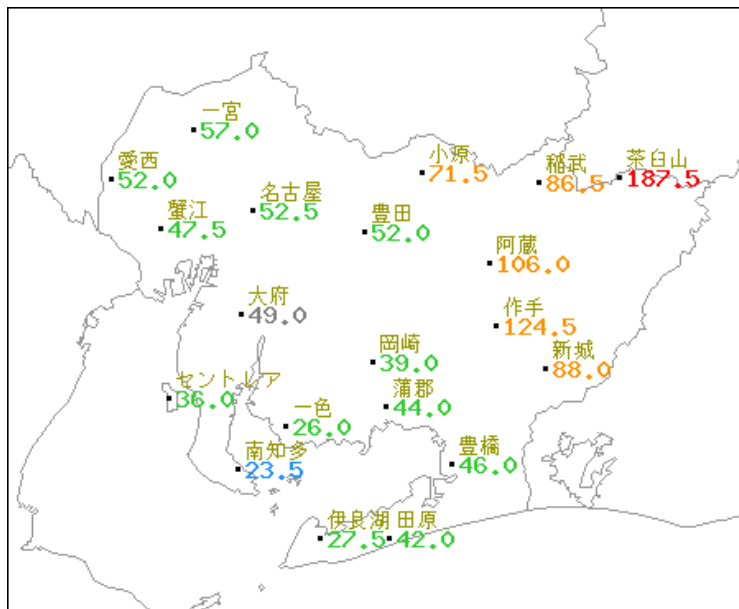 一宮
57.0
愛西
52.0
小原
71.5
稲武
86.5
茶臼山
187.5
名古屋
52.5
蟹江
47.5
豊田
52.0
阿蔵
106.0
大府
49.0
作手
124.5
岡崎
39.0
新城
88.0
セントレア
36.0
蒲郡
44.0
一色
26.0
南知多
23.5
豊橋
46.0
伊良湖
27.5
田原
42.0